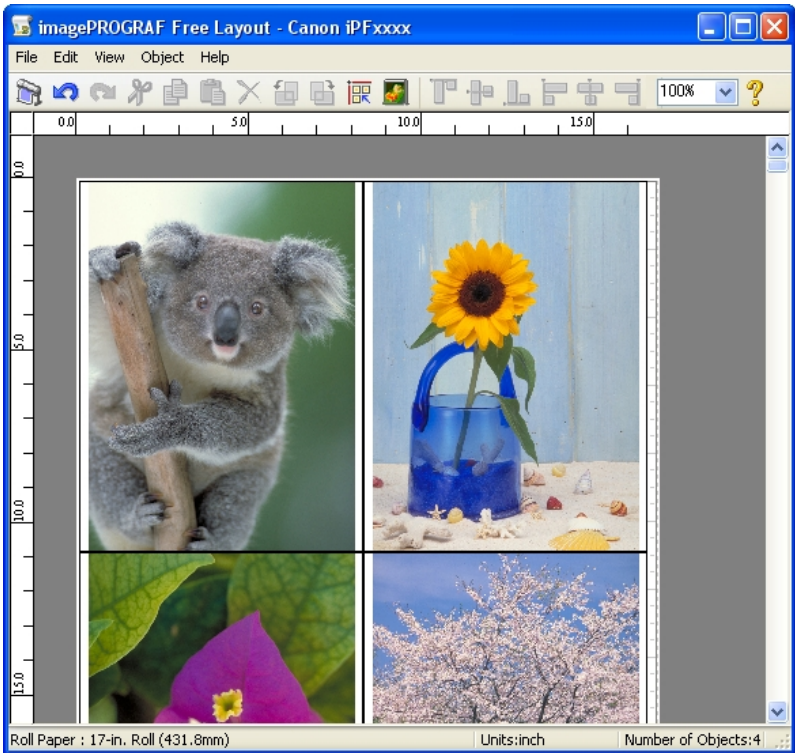 imagePROGRAF Free Layout - Canon iPFxxxx
File Edit View Object Help
100%
0.0 5.0 10.0 15.0
0.0
5.0
10.0
15.0
Roll Paper : 17-in. Roll (431.8mm) Units:inch Number of Objects:4